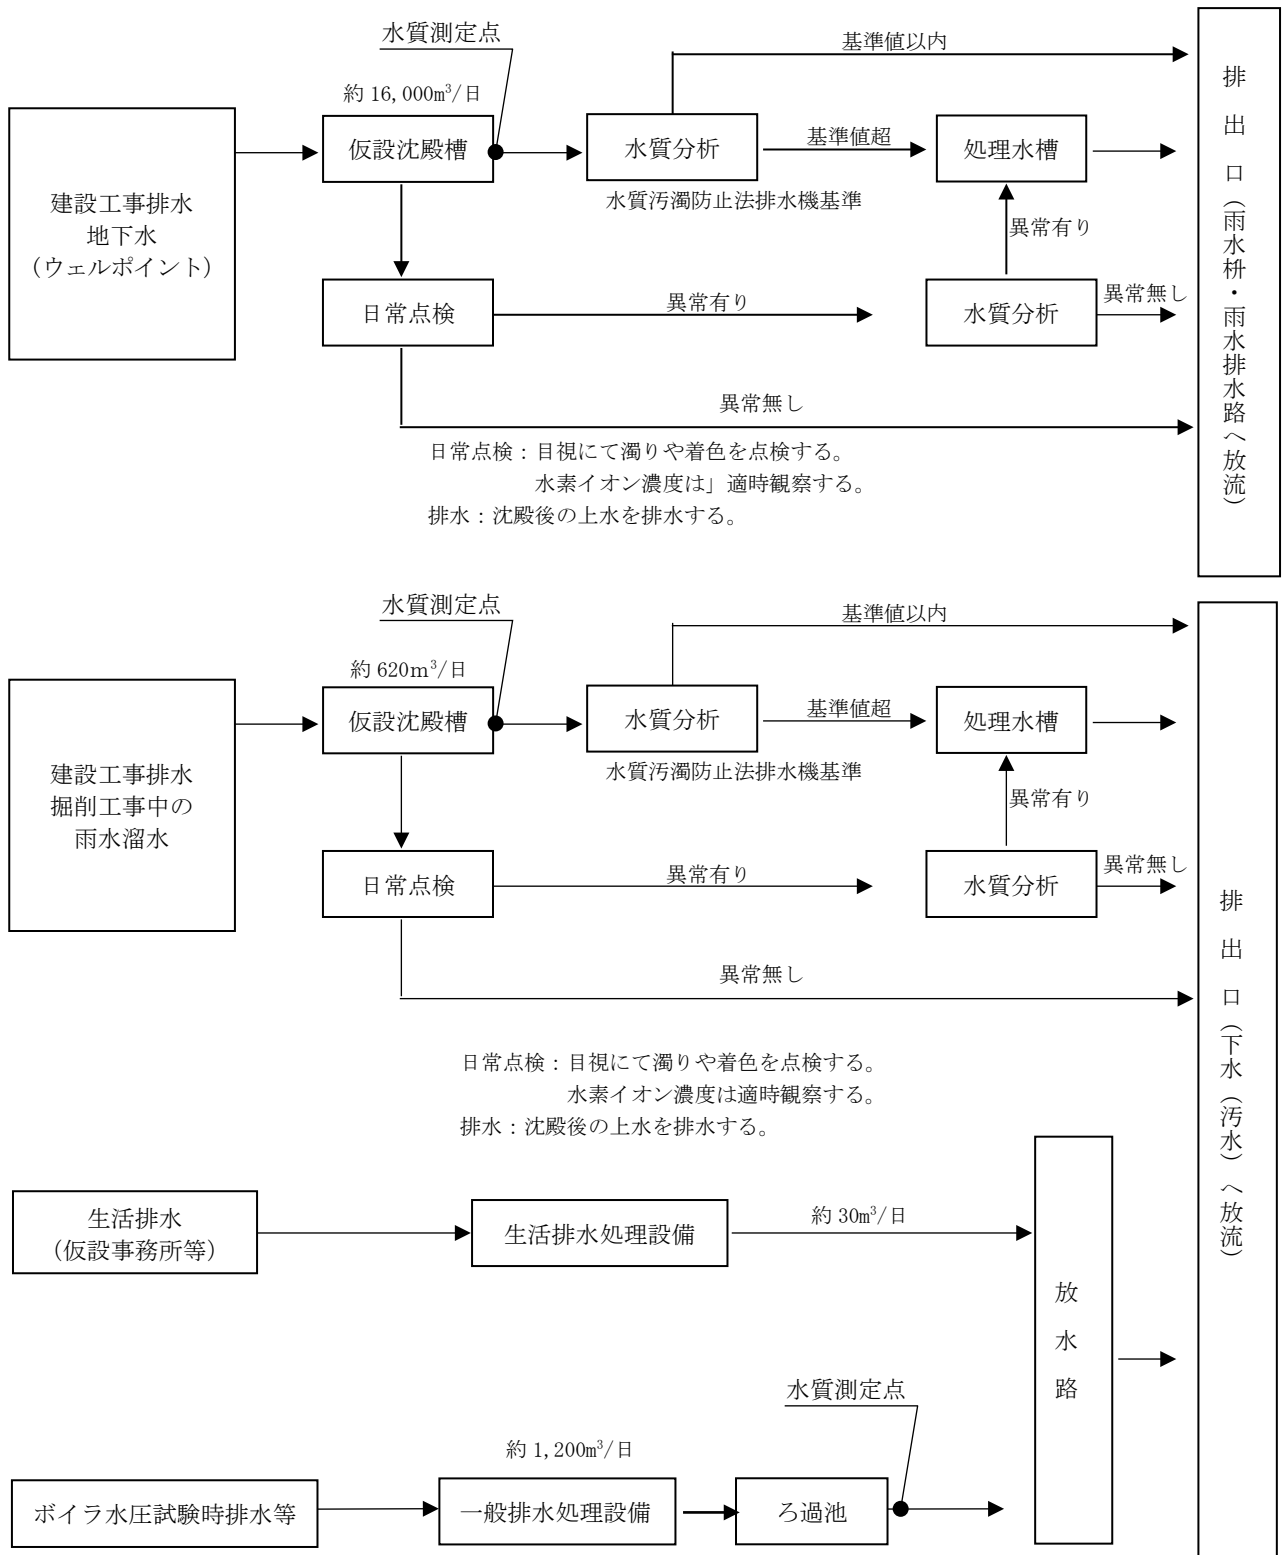 水質測定点
基準値以内
約 16,000m³/日
建設工事排水
地下水
（ウェルポイント）
仮設沈殿槽
水質分析
基準値超
処理水槽
水質汚濁防止法排水機基準
異常有り
日常点検
異常有り
水質分析
異常無し
異常無し
日常点検：目視にて濁りや着色を点検する。
水素イオン濃度は」適時観察する。
排水：沈殿後の上水を排水する。
排出口（雨水枡・雨水排水路へ放流）
水質測定点
基準値以内
約 620m³/日
建設工事排水
掘削工事中の
雨水溜水
仮設沈殿槽
水質分析
基準値超
処理水槽
水質汚濁防止法排水機基準
異常有り
日常点検
異常有り
水質分析
異常無し
異常無し
日常点検：目視にて濁りや着色を点検する。
水素イオン濃度は適時観察する。
排水：沈殿後の上水を排水する。
排出口（下水（汚水）へ放流）
生活排水
（仮設事務所等）
生活排水処理設備
約 30m³/日
放水路
水質測定点
約 1,200m³/日
ボイラ水圧試験時排水等
一般排水処理設備
ろ過池